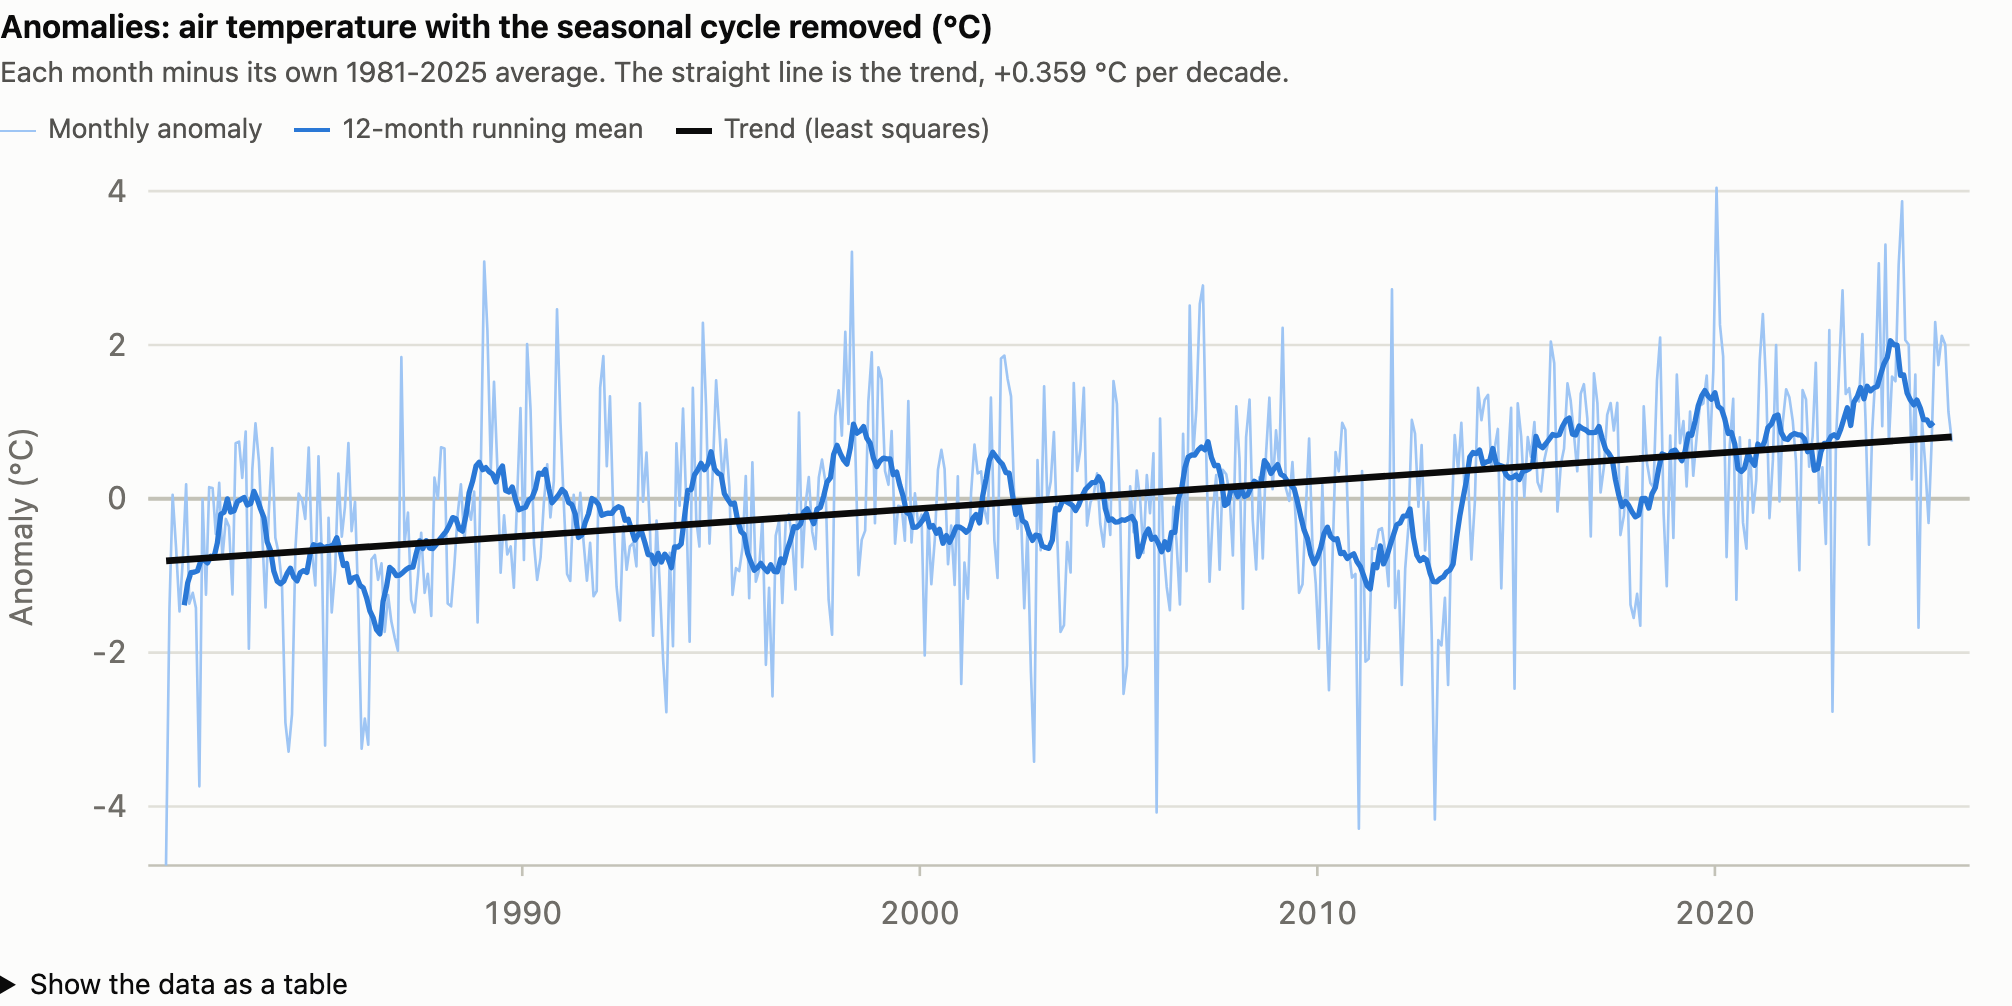 Anomalies: air temperature with the seasonal cycle removed (°C)
Each month minus its own 1981-2025 average. The straight line is the trend, +0.359 °C per decade.
Monthly anomaly
12-month running mean
Trend (least squares)
Anomaly (°C)
4
2
0
-2
-4
1990
2000
2010
2020
Show the data as a table